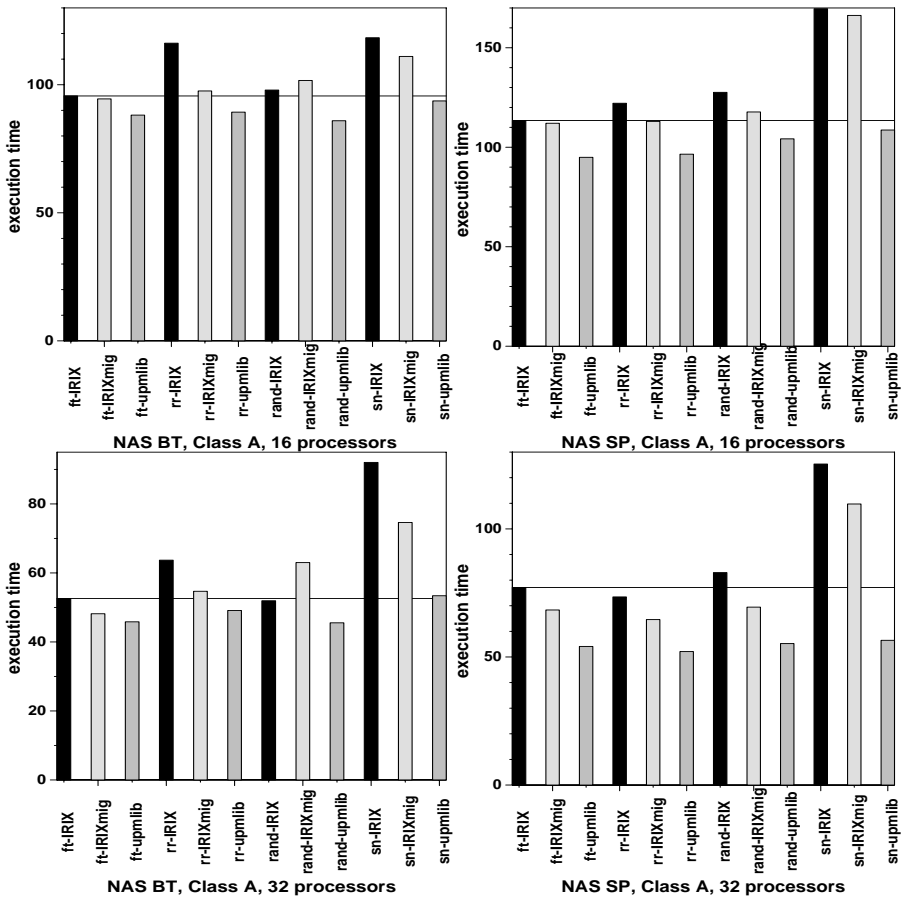 execution time
100
50
0
ft-IRIX
ft-IRIXmig
ft-upmlib
rr-IRIX
rr-IRIXmig
rr-upmlib
rand-IRIX
rand-IRIXmig
rand-upmlib
sn-IRIX
sn-IRIXmig
sn-upmlib
NAS BT, Class A, 16 processors
execution time
150
100
50
0
ft-IRIX
ft-IRIXmig
ft-upmlib
rr-IRIX
rr-IRIXmig
rr-upmlib
rand-IRIX
rand-IRIXmig
rand-upmlib
sn-IRIX
sn-IRIXmig
sn-upmlib
NAS SP, Class A, 16 processors
execution time
80
60
40
20
0
ft-IRIX
ft-IRIXmig
ft-upmlib
rr-IRIX
rr-IRIXmig
rr-upmlib
rand-IRIX
rand-IRIXmig
rand-upmlib
sn-IRIX
sn-IRIXmig
sn-upmlib
NAS BT, Class A, 32 processors
execution time
100
50
0
ft-IRIX
ft-IRIXmig
ft-upmlib
rr-IRIX
rr-IRIXmig
rr-upmlib
rand-IRIX
rand-IRIXmig
rand-upmlib
sn-IRIX
sn-IRIXmig
sn-upmlib
NAS SP, Class A, 32 processors